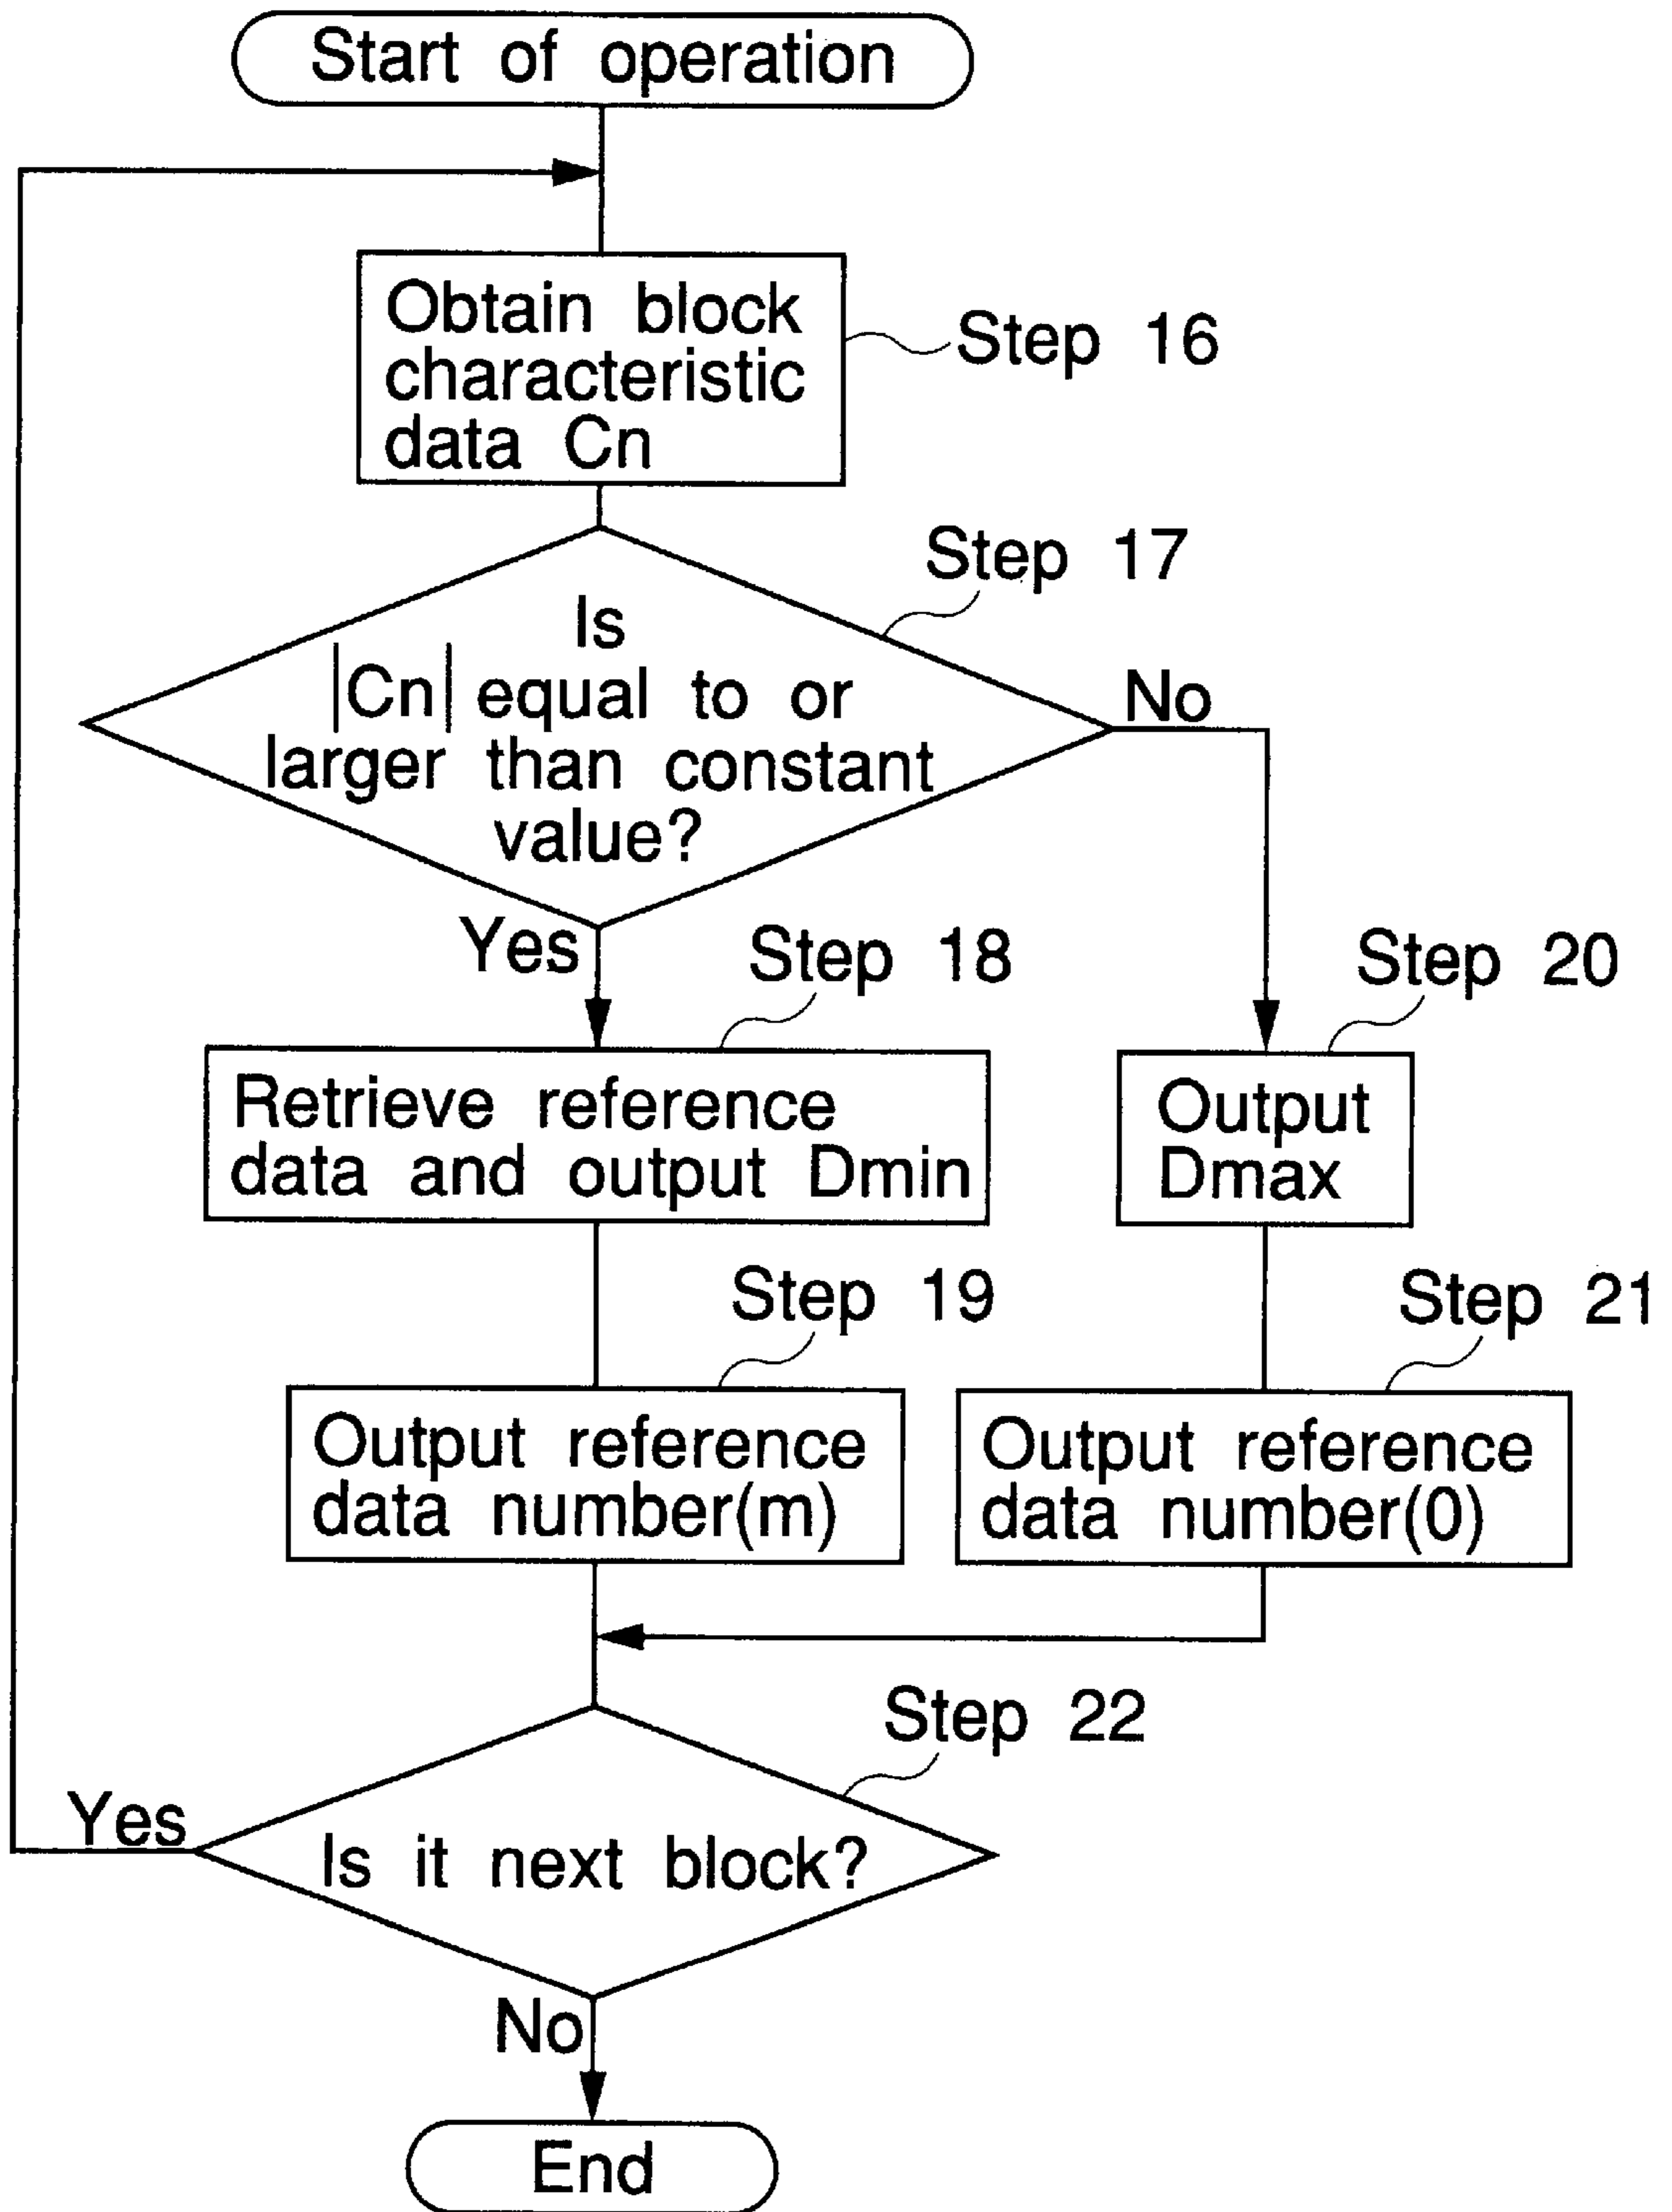 Start of operation
Obtain block
characteristic
data Cn
Step 16
Step 17
Is
|Cn| equal to or
larger than constant
value?
No
Yes
Step 18
Step 20
Retrieve reference
data and output Dmin
Output
Dmax
Step 19
Step 21
Output reference
data number(m)
Output reference
data number(0)
Step 22
Is it next block?
Yes
No
End